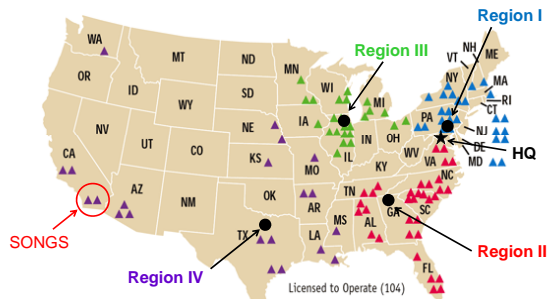 Region I
NH
WA
VT
ME
MT
ND
Region III
MN
OR
NY
MA
ID
WI
SD
MI
RI
WY
CT
PA
IA
NE
NJ
NV
OH
IN
DE
HQ
UT
IL
WV
MD
CA
CO
VA
KS
MO
KY
NC
TN
AZ
OK
NM
AR
SC
GA
MS
AL
SONGS
TX
LA
Region II
Region IV
FL
Licensed to Operate (104)